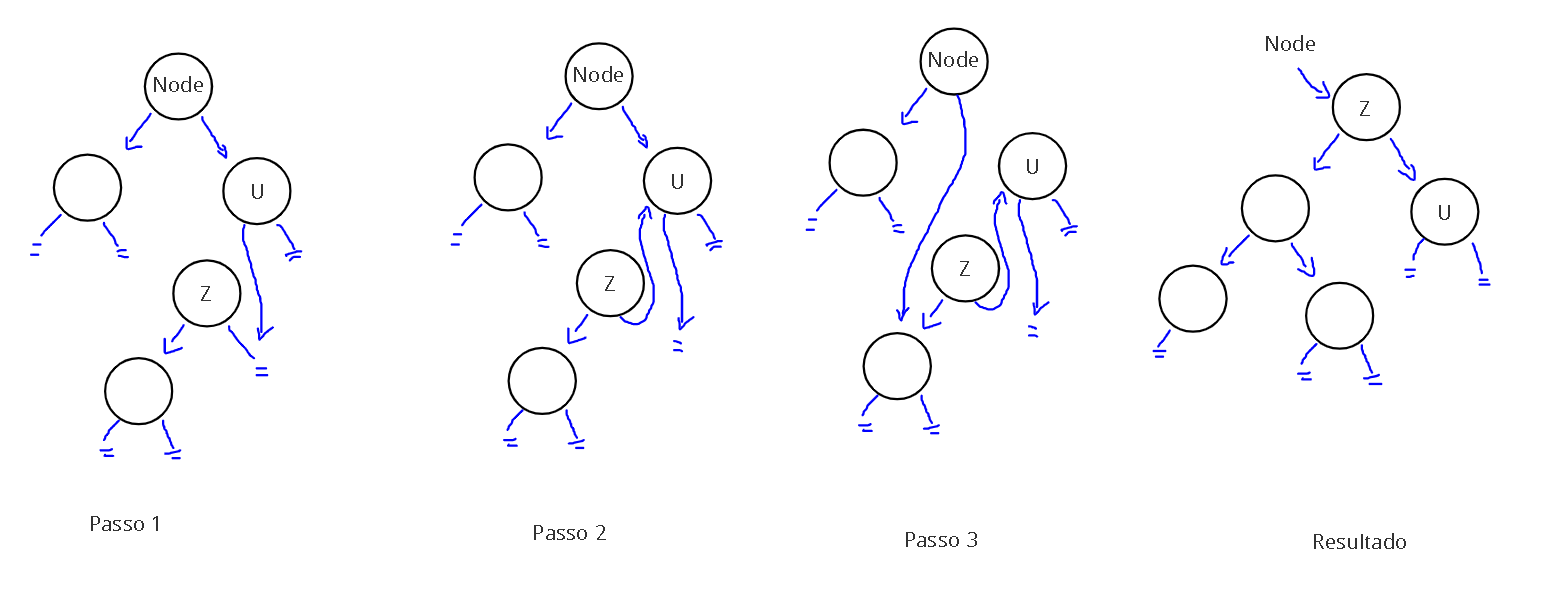 Node
U
Z
Passo 1
Node
U
Z
Passo 2
Node
U
Z
Passo 3
Node
Z
U
Resultado